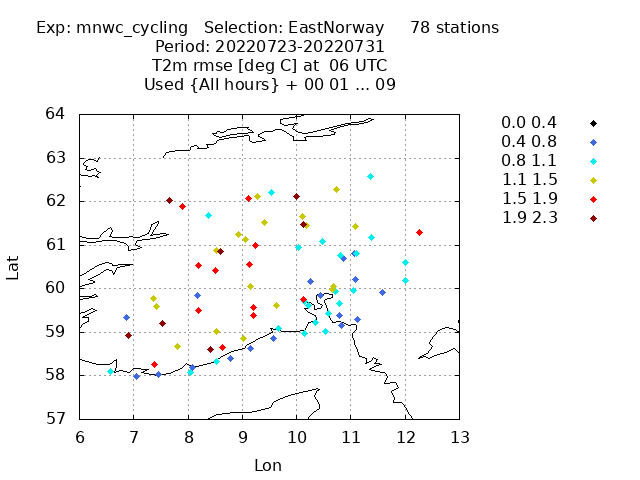 Exp: mnwc_cycling   Selection: EastNorway     78 stations
Period: 20220723-20220731
T2m rmse [deg C] at  06 UTC
Used {All hours} + 00 01 ... 09
64
63
62
61
60
59
58
57
Lat
6 7 8 9 10 11 12 13
Lon
0.0 0.4
0.4 0.8
0.8 1.1
1.1 1.5
1.5 1.9
1.9 2.3